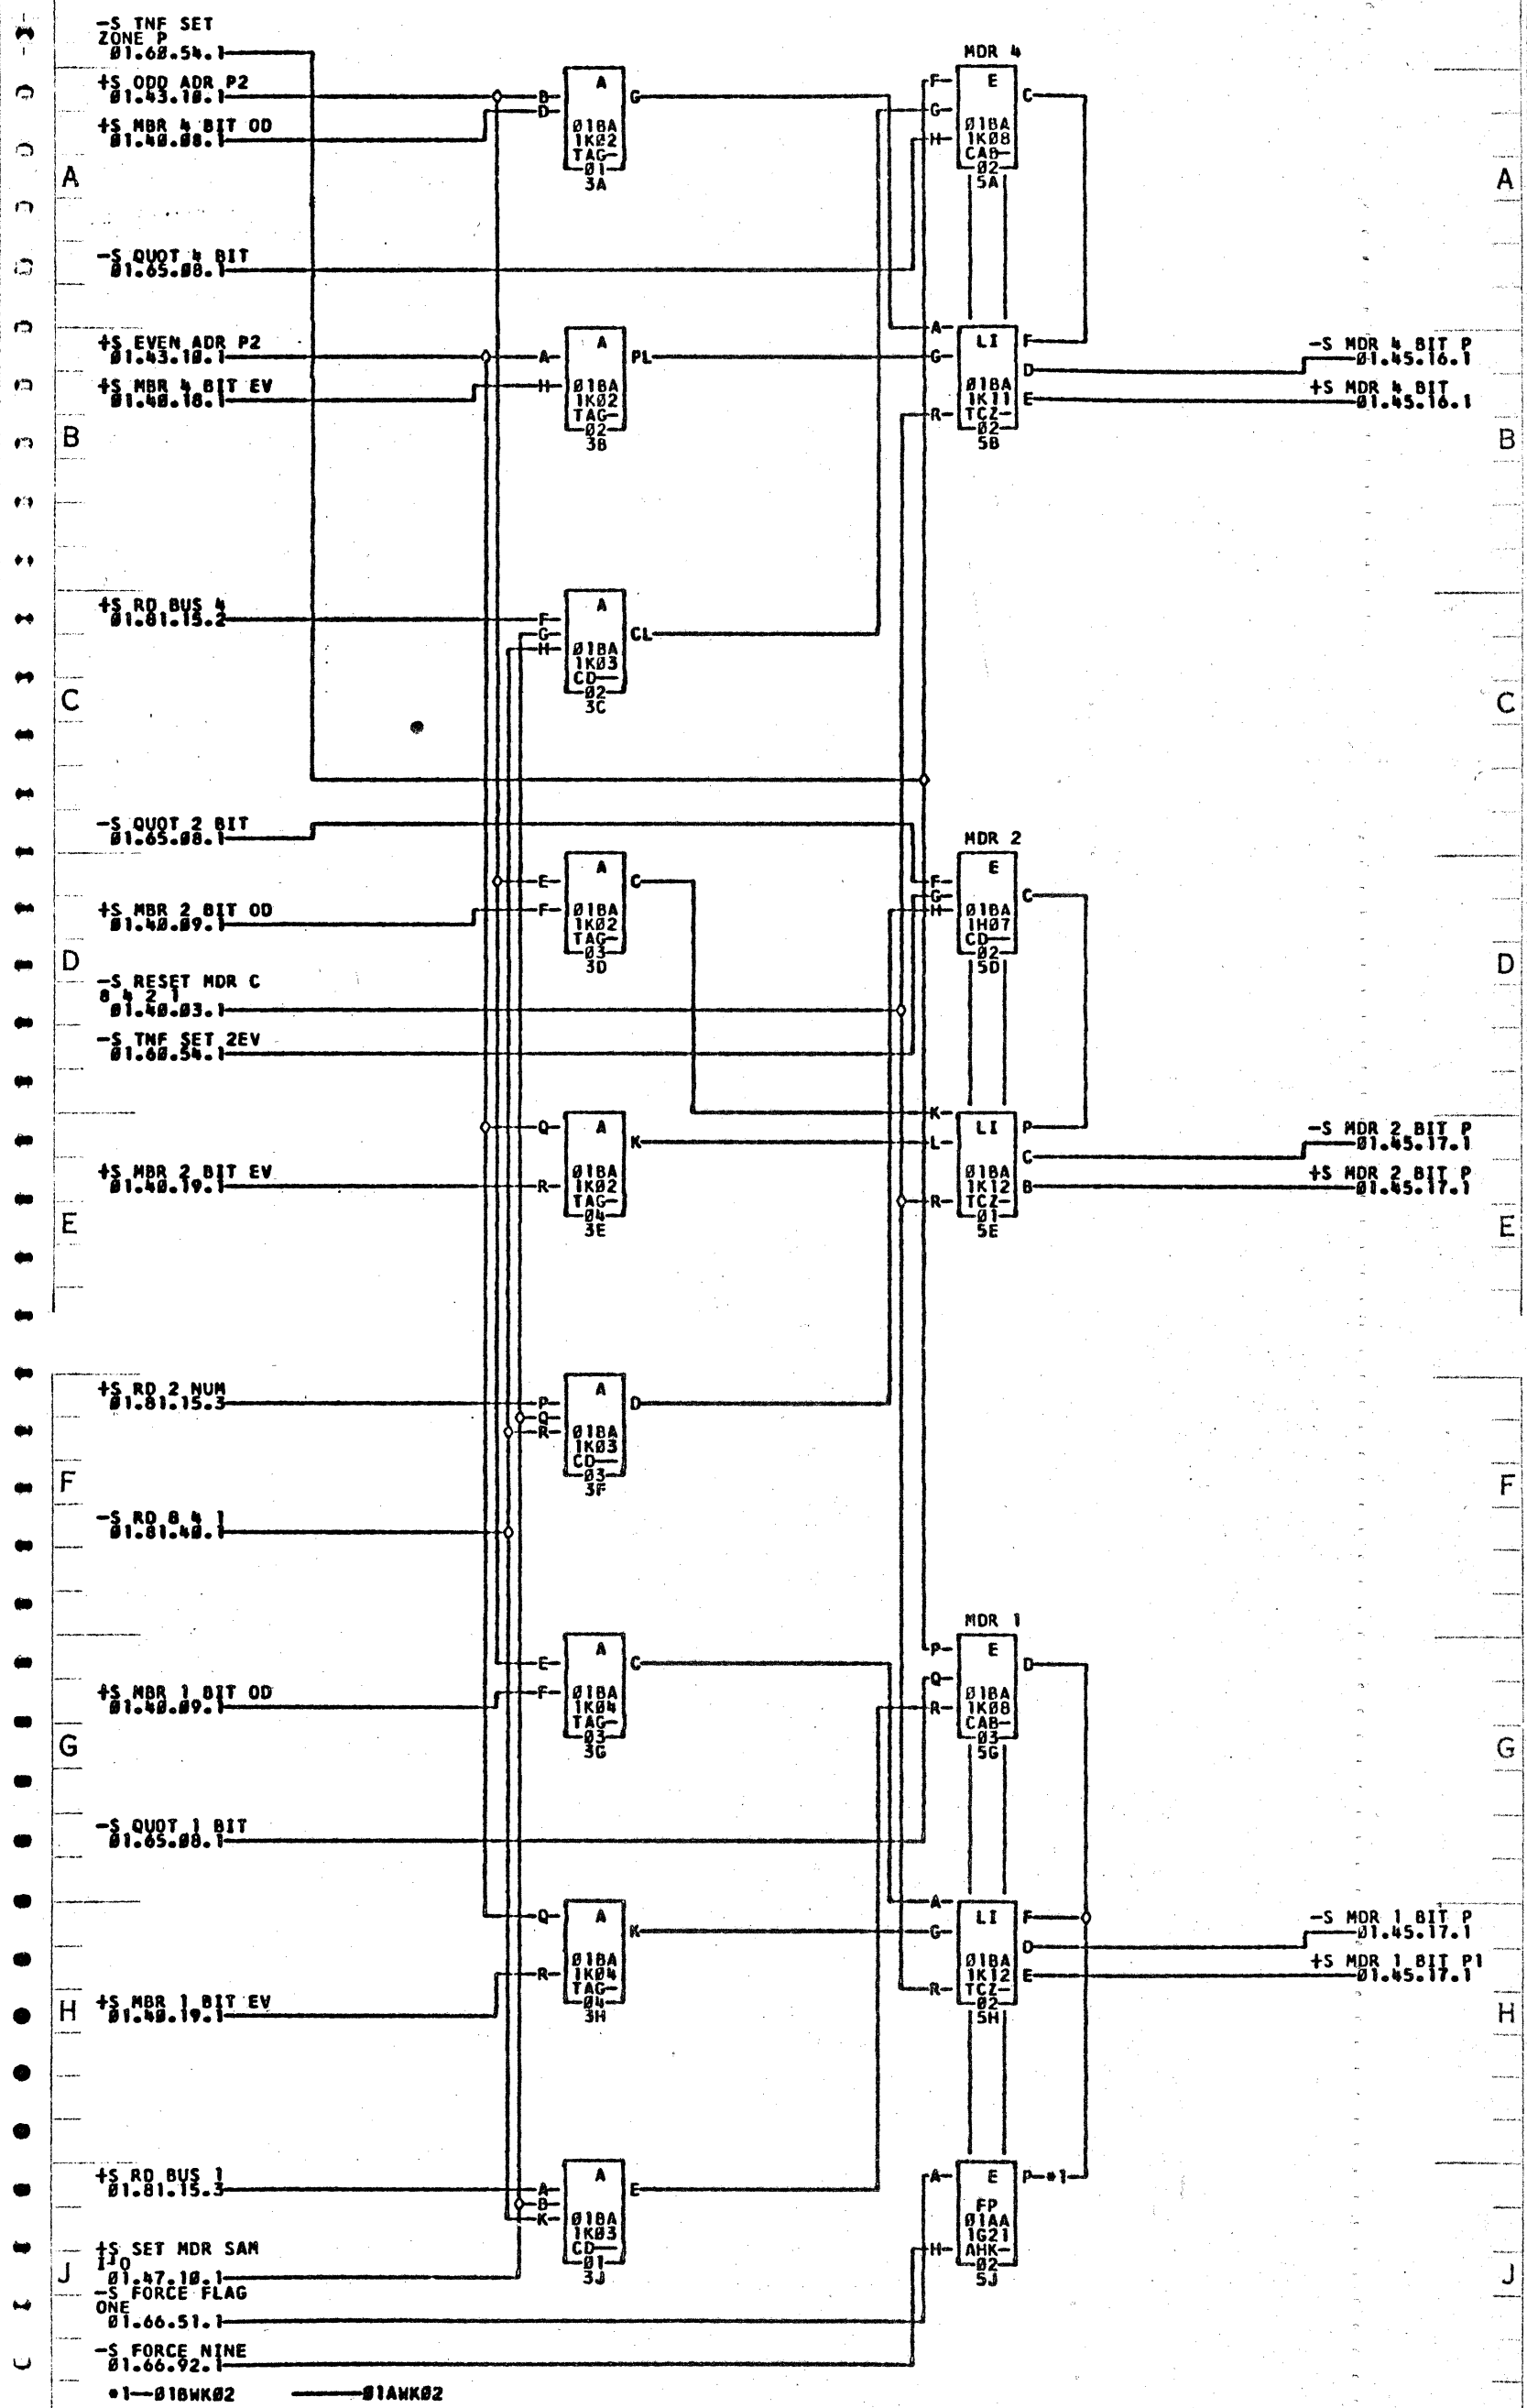 -S TNF SET
ZONE P
01.60.54.1
+S ODD ADR P2
01.43.10.1
+S MBR 4 BIT OD
01.40.08.1
B
D
A
01BA
1K02
TAG-
01
3A
G
MDR 4
F
G
H
E
01BA
1K08
CAB-
02
5A
C
A
A
-S QUOT 4 BIT
01.65.08.1
+S EVEN ADR P2
01.43.10.1
+S MBR 4 BIT EV
01.40.18.1
A
H
A
01BA
1K02
TAG-
02
3B
PL
A
G
R
LI
01BA
1K11
TCZ-
02
5B
F
D
E
-S MDR 4 BIT P
01.45.16.1
+S MDR 4 BIT
01.45.16.1
B
B
+S RD BUS 4
01.81.15.2
F
G
H
A
01BA
1K03
CD
02
3C
CL
C
C
-S QUOT 2 BIT
01.65.08.1
+S MBR 2 BIT OD
01.40.09.1
E
F
A
01BA
1K02
TAG-
03
3D
C
MDR 2
F
G
H
E
01BA
1H07
CD
02
5D
C
D
D
-S RESET MDR C
8 4 2 1
01.40.03.1
-S TNF SET 2EV
01.60.54.1
+S MBR 2 BIT EV
01.40.19.1
Q
R
A
01BA
1K02
TAG-
04
3E
K
K
L
R
LI
01BA
1K12
TCZ-
01
5E
P
C
B
-S MDR 2 BIT P
01.45.17.1
+S MDR 2 BIT P
01.45.17.1
E
E
+S RD 2 NUM
01.81.15.3
P
Q
R
A
01BA
1K03
CD
03
3F
D
F
F
-S RD 8 4 1
01.81.40.1
+S MBR 1 BIT OD
01.40.09.1
E
F
A
01BA
1K04
TAG-
03
3G
C
MDR 1
P
Q
R
E
01BA
1K08
CAB-
03
5G
D
G
G
-S QUOT 1 BIT
01.65.08.1
+S MBR 1 BIT EV
01.40.19.1
Q
R
A
01BA
1K04
TAG-
04
3H
K
A
G
R
LI
01BA
1K12
TCZ-
02
5H
F
D
E
-S MDR 1 BIT P
01.45.17.1
+S MDR 1 BIT P1
01.45.17.1
H
H
+S RD BUS 1
01.81.15.3
A
B
K
A
01BA
1K03
CD
01
3J
E
A
H
E
FP
01AA
1G21
AHK-
02
5J
P-*1
J
J
+S SET MDR SAM
I-O
01.47.10.1
-S FORCE FLAG
ONE
01.66.51.1
-S FORCE NINE
01.66.92.1
*1—01BWK02 ———01AWK02